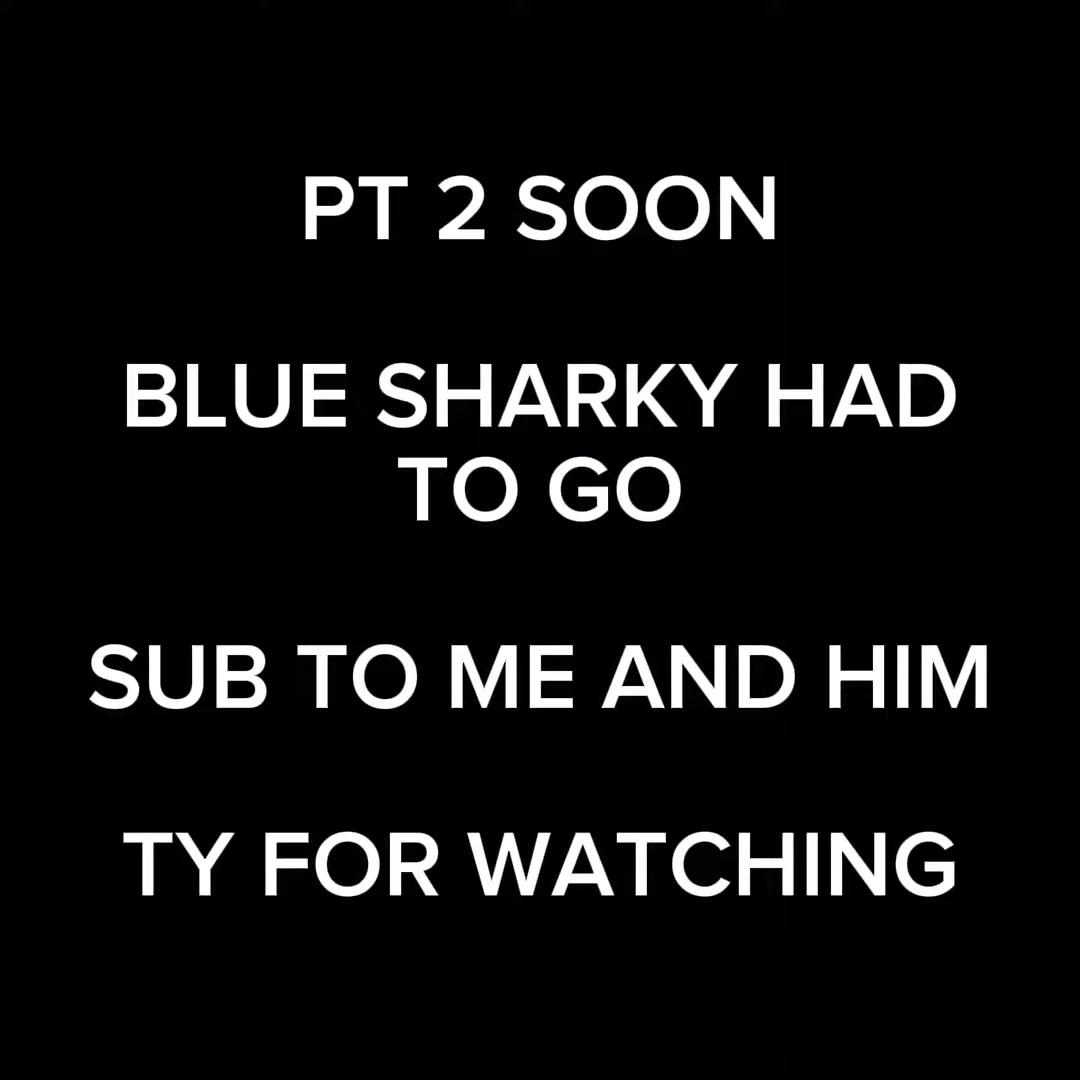 PT 2 SOON
BLUE SHARKY HAD
TO GO
SUB TO ME AND HIM
TY FOR WATCHING